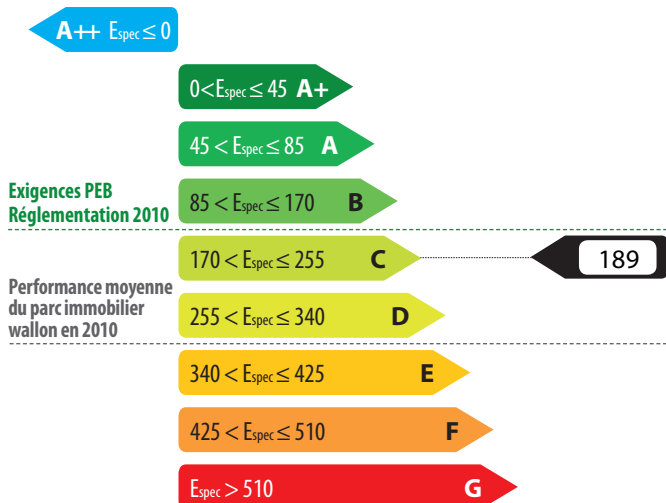 A++ Espec ≤ 0
0 < Espec ≤ 45 A+
45 < Espec ≤ 85 A
Exigences PEB
Réglementation 2010
85 < Espec ≤ 170 B
170 < Espec ≤ 255 C
189
Performance moyenne
du parc immobilier
wallon en 2010
255 < Espec ≤ 340 D
340 < Espec ≤ 425 E
425 < Espec ≤ 510 F
Espec > 510 G